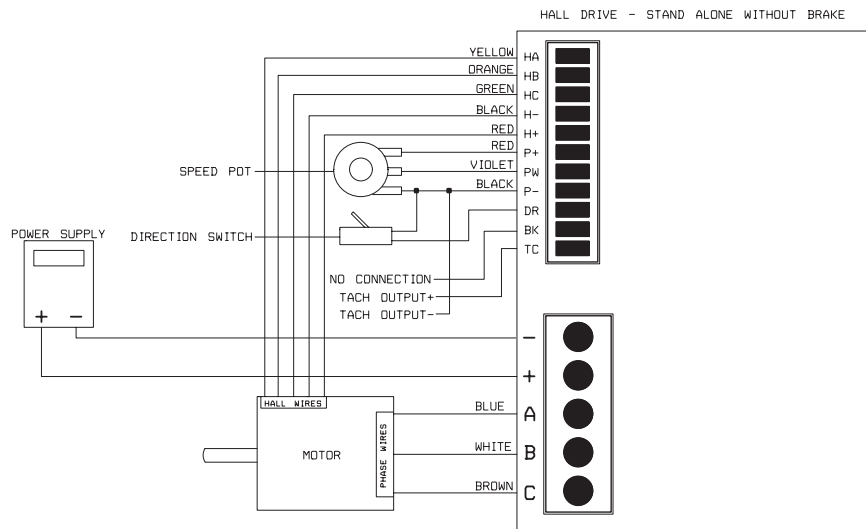 HALL DRIVE - STAND ALONE WITHOUT BRAKE
YELLOW HA
ORANGE HB
GREEN HC
BLACK H-
RED H+
RED P+
SPEED POT VIOLET PW
BLACK P-
DR
POWER SUPPLY DIRECTION SWITCH BK
TC
NO CONNECTION
TACH OUTPUT+
TACH OUTPUT-
+ -
-
+
HALL WIRES
BLUE A
PHASE WIRES
MOTOR WHITE B
BROWN C